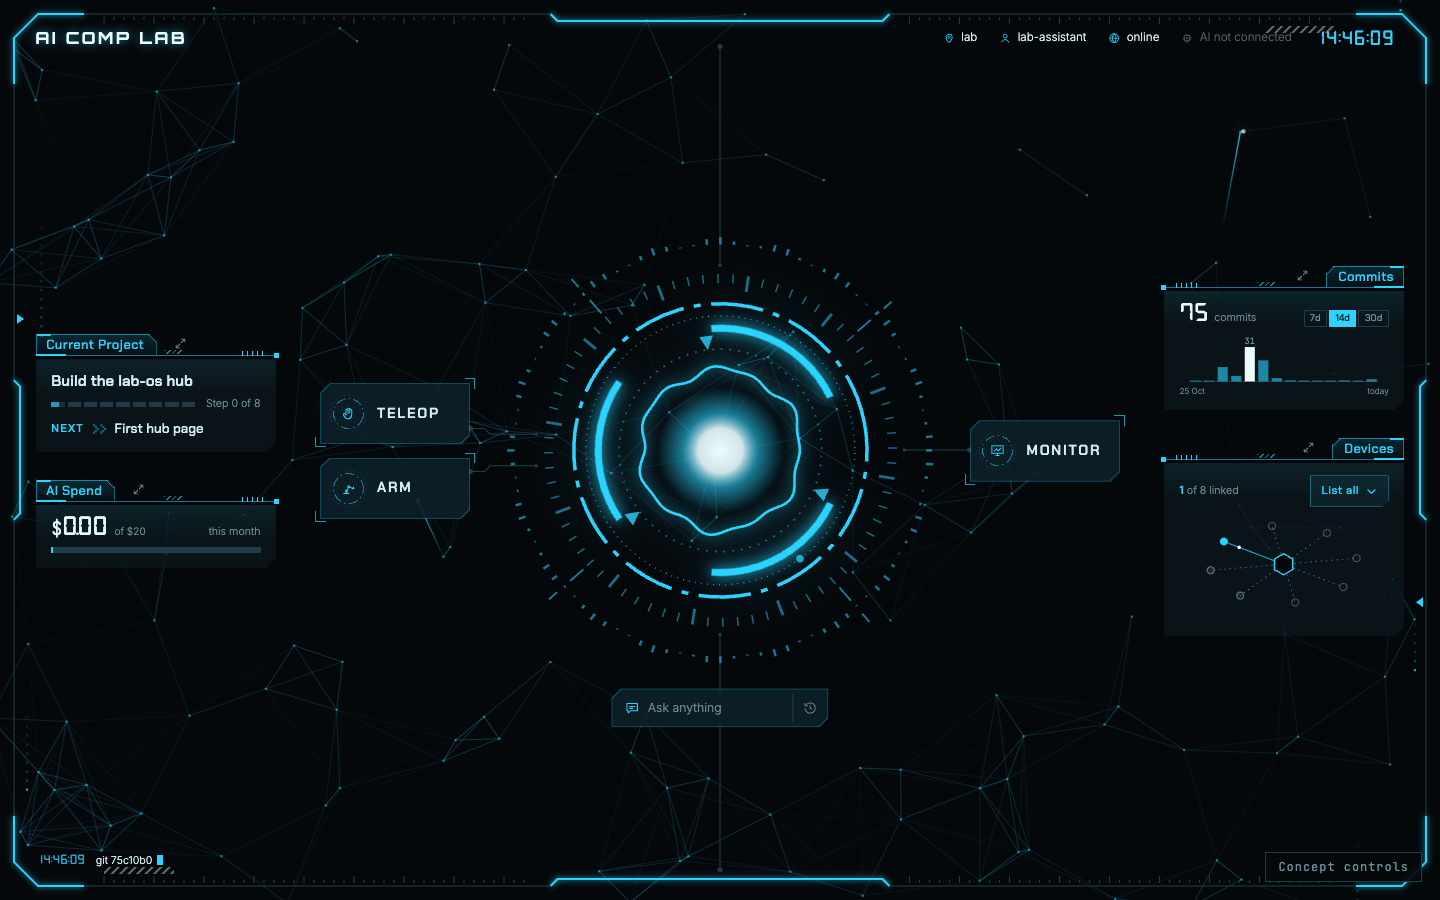 AI COMP LAB
lab
lab-assistant
online
AI not connected
14:46:09
Current Project
Build the lab-os hub
Step 0 of 8
NEXT
First hub page
AI Spend
$0.00 of $20
this month
TELEOP
ARM
MONITOR
Commits
75 commits
7d
14d
30d
31
25 Oct
today
Devices
1 of 8 linked
List all
Ask anything
14:46:09
git 75c10b0
Concept controls